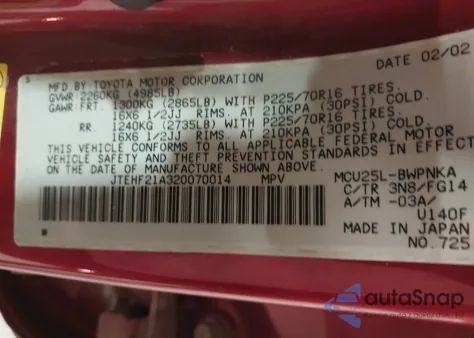 DATE 02/02
MFD BY: TOYOTA MOTOR CORPORATION
GVWR 2260KG (4985LB)
GAWR FRT. 1300KG (2865LB) WITH P225/70R16 TIRES.
16X6 1/2JJ RIMS. AT 210KPA (30PSI) COLD.
RR. 1240KG (2735LB) WITH P225/70R16 TIRES.
16X6 1/2JJ RIMS. AT 210KPA (30PSI) COLD.
THIS VEHICLE CONFORMS TO ALL APPLICABLE FEDERAL MOTOR
VEHICLE SAFETY AND THEFT PREVENTION STANDARDS IN EFFECT
ON THE DATE OF MANUFACTURE SHOWN ABOVE.
JTEHF21A320070014 MPV
MCU25L-BWPNKA
C/TR 3N8/FG14
A/TM -03A/
U140F
MADE IN JAPAN
NO.725
autaSnap